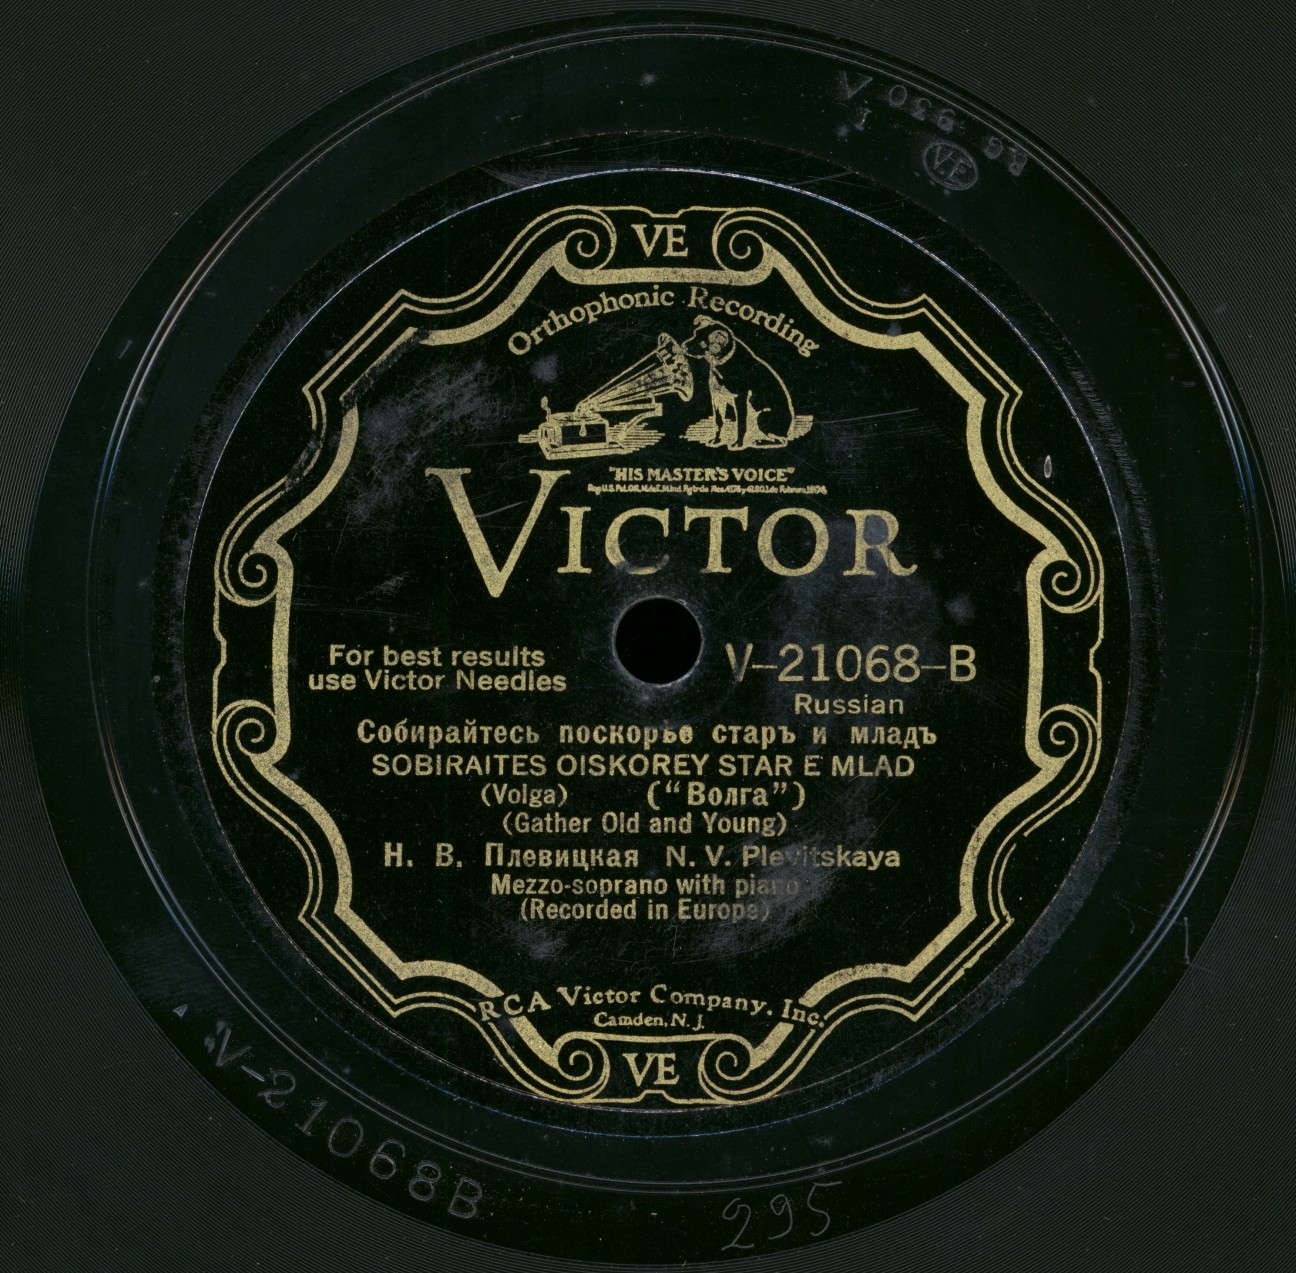 VE
Orthophonic Recording
"HIS MASTER'S VOICE"
VICTOR
For best results
use Victor Needles
V-21068-B
Russian
Собирайтесь поскорѣе старъ и младъ
SOBIRAITES OISKOREY STAR E MLAD
(Volga) ("Волга")
(Gather Old and Young)
Н. В. Плевицкая N. V. Plevitskaya
Mezzo-soprano with piano
(Recorded in Europe)
RCA Victor Company, Inc.
Camden, N. J.
VE
V-21068B
295
VE